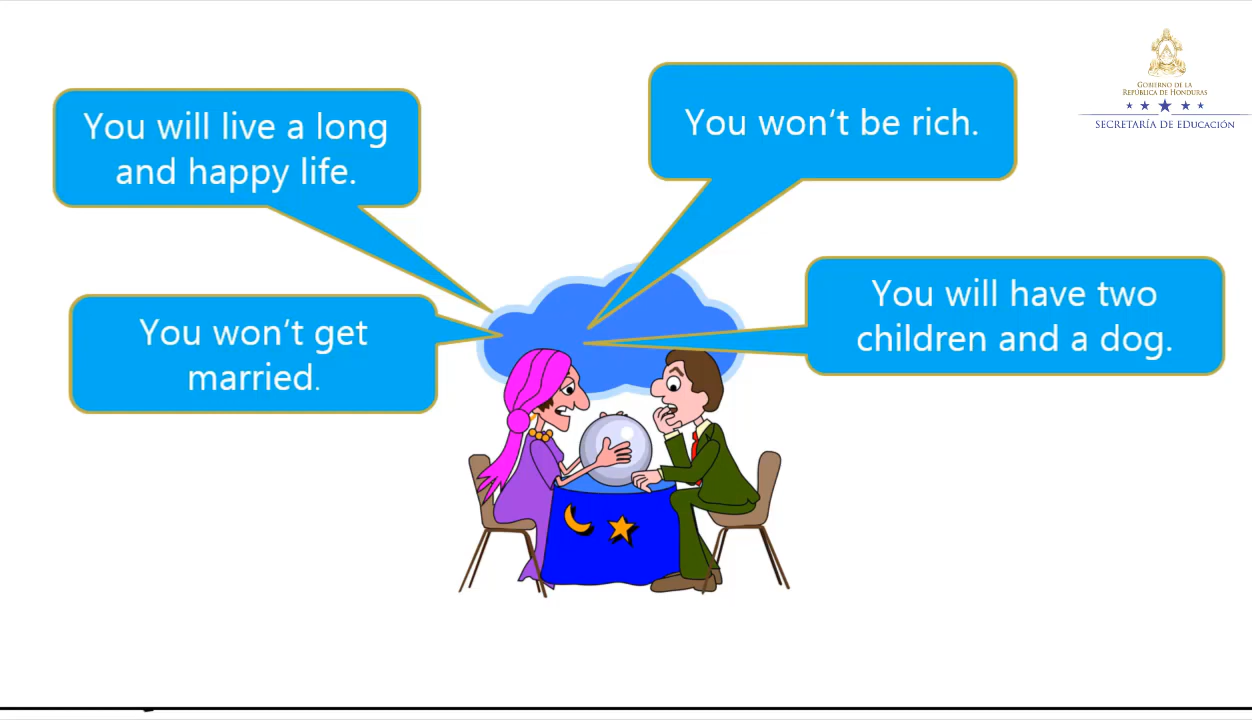 GOBIERNO DE LA
REPÚBLICA DE HONDURAS
SECRETARÍA DE EDUCACIÓN
You will live a long
and happy life.
You won't be rich.
You won't get
married.
You will have two
children and a dog.